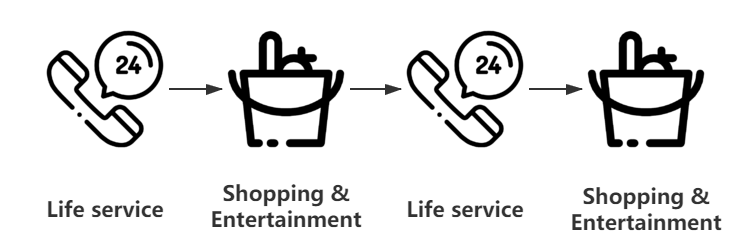 24
24
Life service
Shopping &
Entertainment
Life service
Shopping &
Entertainment